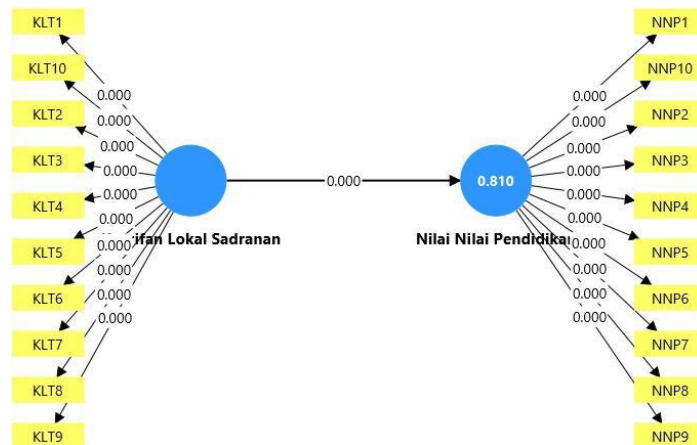 KLT1
KLT10
KLT2
KLT3
KLT4
KLT5
KLT6
KLT7
KLT8
KLT9
0.000
0.000
0.000
0.000
0.000
0.000
0.000
0.000
0.000
0.000
Lokal Sadranan
0.000
0.810
Nilai Nilai
0.000
0.000
0.000
0.000
0.000
0.000
0.000
0.000
0.000
0.000
NNP1
NNP10
NNP2
NNP3
NNP4
NNP5
NNP6
NNP7
NNP8
NNP9